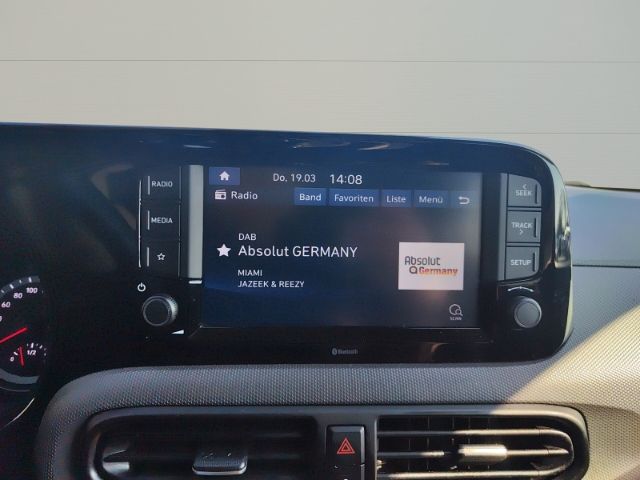 RADIO
MEDIA
Do. 19.03 14:08
Radio Band Favoriten Liste Menü
DAB
Absolut GERMANY
MIAMI
JAZEEK & REEZY
Absolut
Germany
SCAN
SEEK
TRACK
SETUP
Bluetooth
100
80
60
1/2